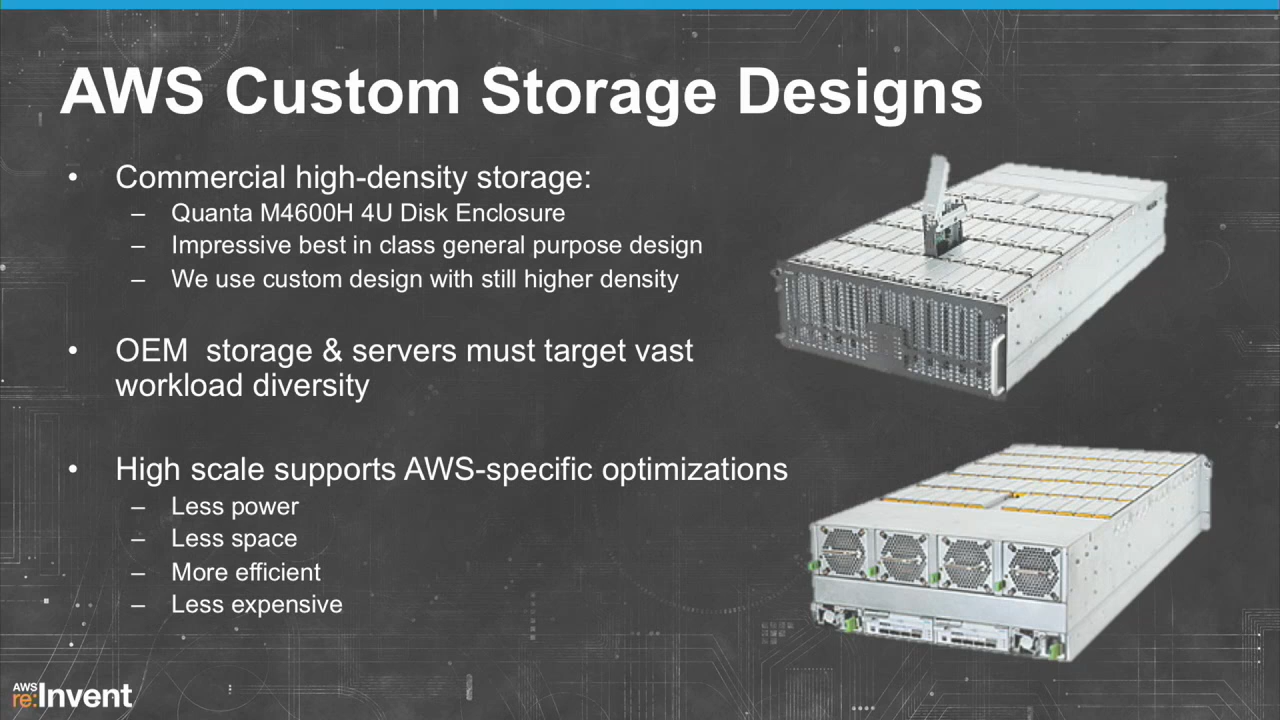 AWS Custom Storage Designs
• Commercial high-density storage:
– Quanta M4600H 4U Disk Enclosure
– Impressive best in class general purpose design
– We use custom design with still higher density
• OEM  storage & servers must target vast
workload diversity
• High scale supports AWS-specific optimizations
– Less power
– Less space
– More efficient
– Less expensive
AWS
re:Invent